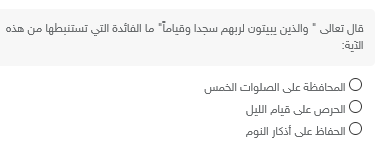 قال تعالى " والذين يبيتون لربهم سجدا وقياماً" ما الفائدة التي تستنبطها من هذه
الآية:
المحافظة على الصلوات الخمس
الحرص على قيام الليل
الحفاظ على أذكار النوم